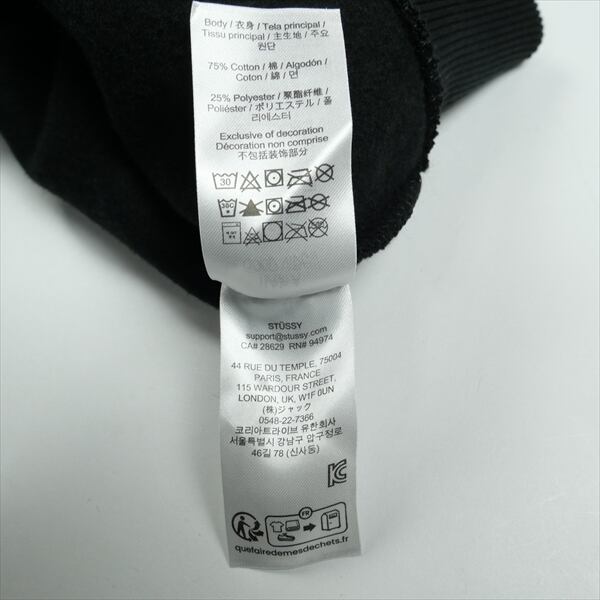 Body / 衣身 / Tela principal /
Tissu principal / 主生地 / 주요
원단
75% Cotton / 棉 / Algodón /
Coton / 綿 / 면
25% Polyester / 聚酯纤维 /
Poliéster / ポリエステル / 폴
리에스터
Exclusive of decoration
Décoration non comprise
不包括装饰部分
30
30C
STÜSSY
support@stussy.com
CA# 28629 RN# 94974
44 RUE DU TEMPLE, 75004
PARIS, FRANCE
115 WARDOUR STREET,
LONDON, UK, W1F 0UN
(株)ジャック
0548-22-7366
코리아트라이브 유한회사
서울특별시 강남구 압구정로
46길 78 (신사동)
FR
quefairedemesdechets.fr